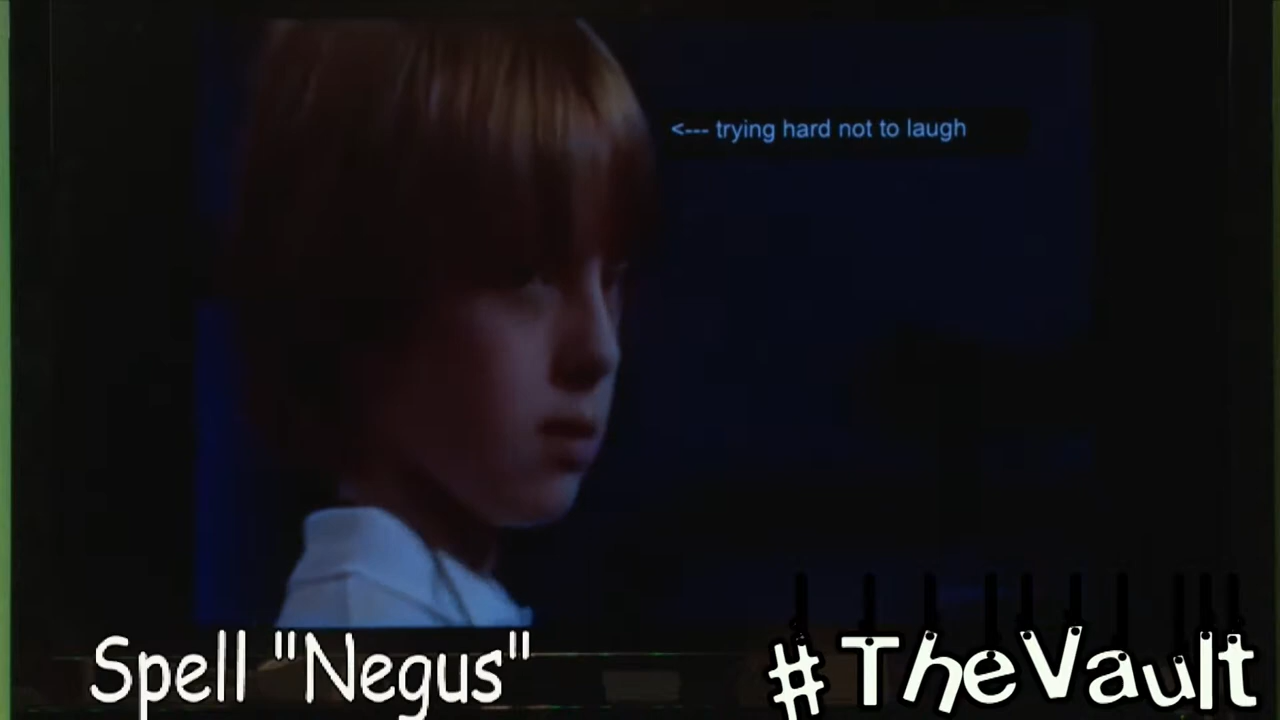 <--- trying hard not to laugh
Spell "Negus"
#TheVault